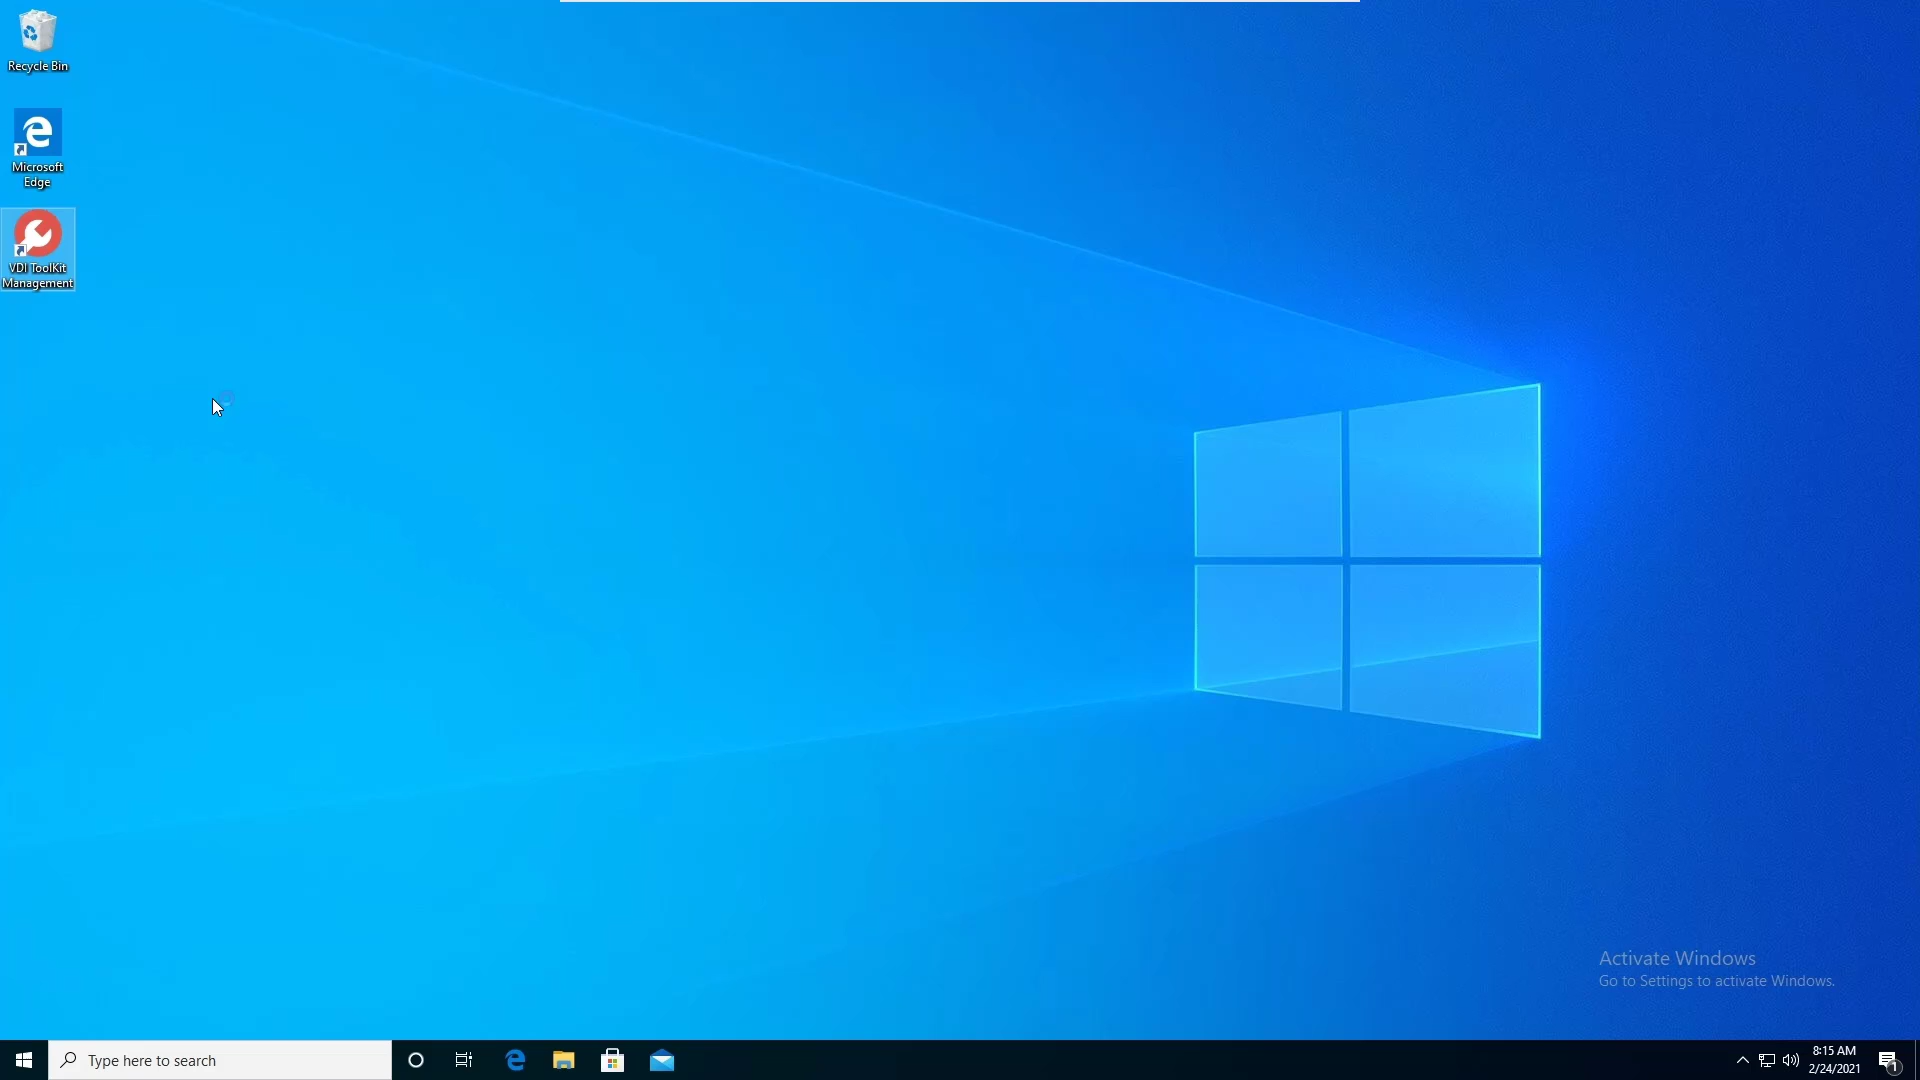 Recycle Bin
Microsoft
Edge
VDI ToolKit
Management
Activate Windows
Go to Settings to activate Windows.
Type here to search
8:15 AM
2/24/2021
1